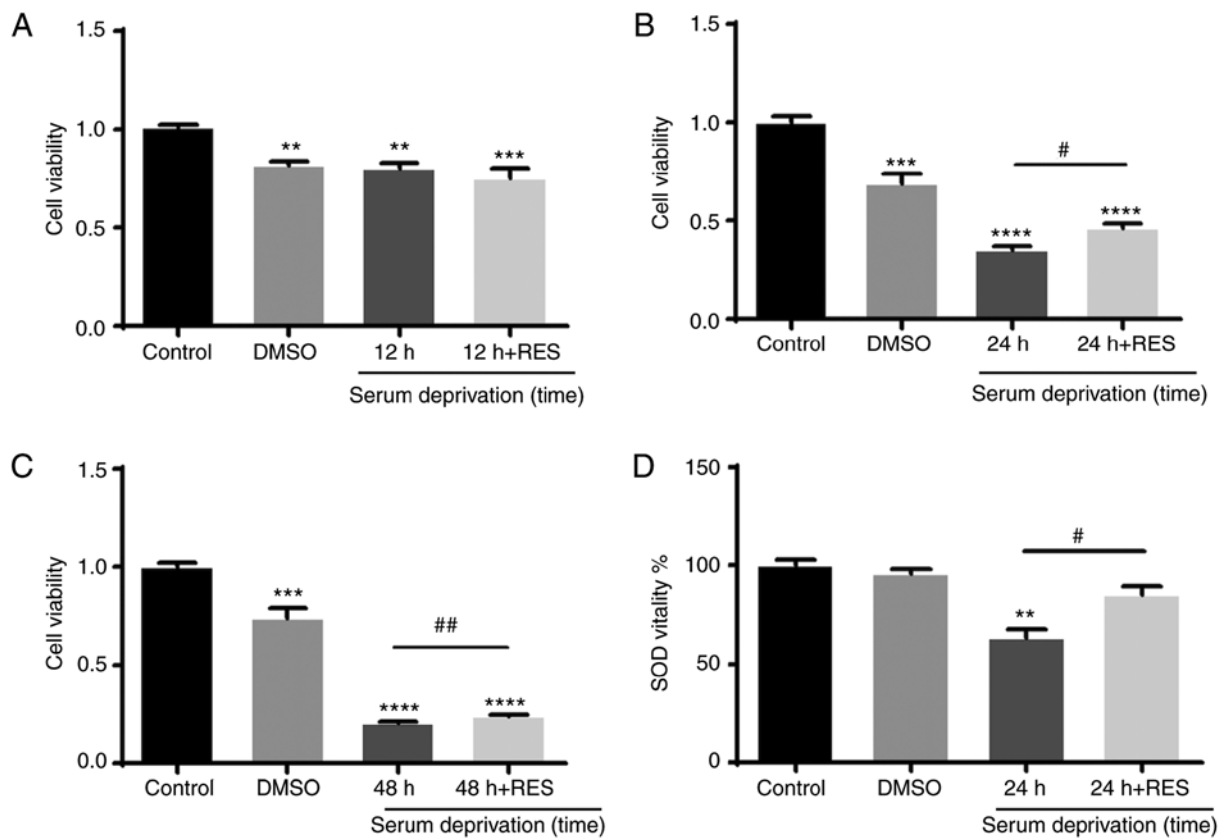 A
Cell viability
1.5
1.0
0.5
0.0
** ** ***
Control DMSO 12 h 12 h+RES
Serum deprivation (time)
B
Cell viability
1.5
1.0
0.5
0.0
#
***
**** ****
Control DMSO 24 h 24 h+RES
Serum deprivation (time)
C
Cell viability
1.5
1.0
0.5
0.0
***
##
**** ****
Control DMSO 48 h 48 h+RES
Serum deprivation (time)
D
SOD vitality %
150
100
50
0
#
**
Control DMSO 24 h 24 h+RES
Serum deprivation (time)